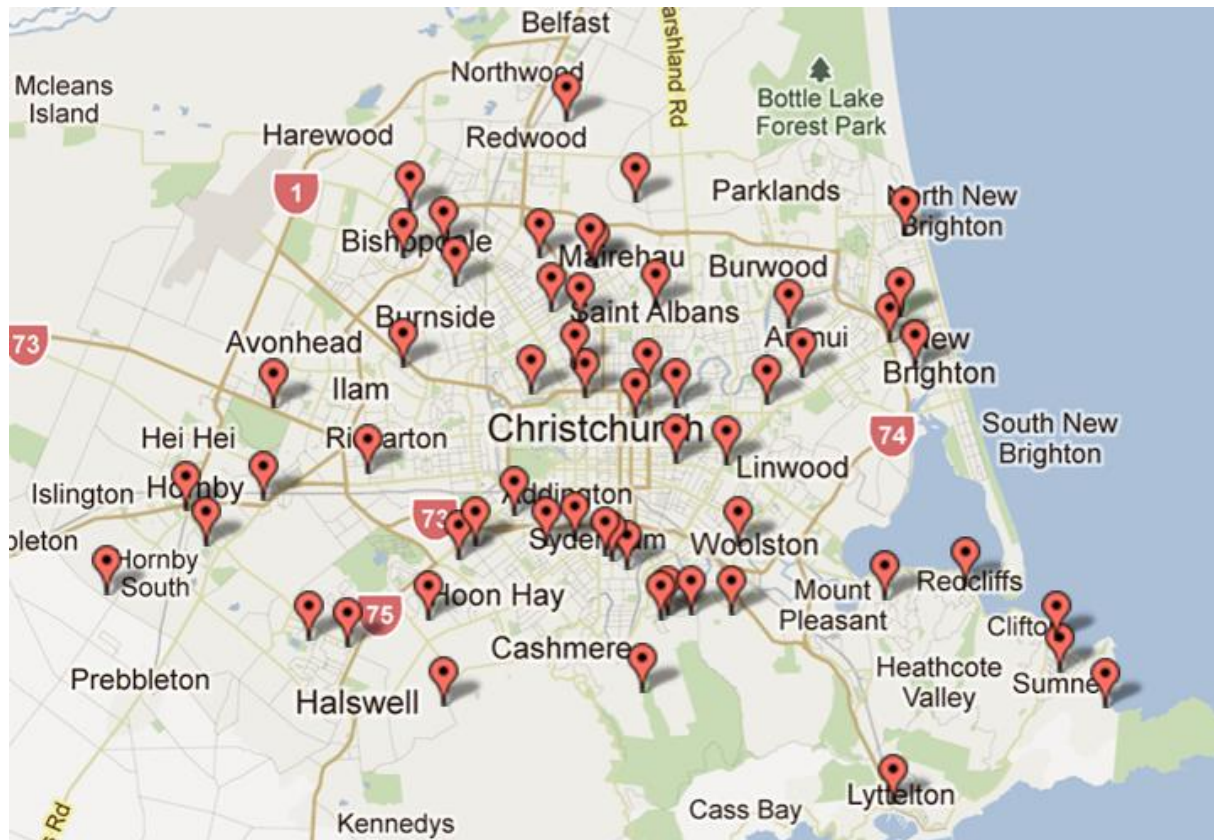 Belfast
Marshland Rd
Northwood
Mcleans
Island
Bottle Lake
Forest Park
Harewood
Redwood
1
Parklands
North New
Brighton
Bishopdale
Mairehau
Burwood
Saint Albans
Burnside
73
Avonhead
Aranui
New
Brighton
Ilam
Christchurch
Hei Hei
Riccarton
74
South New
Brighton
Linwood
Islington
Hornby
Addington
73
Sydenham
Woolston
pleton
Hornby
South
Redcliffs
Mount
Pleasant
75
Hoon Hay
Clifton
Cashmere
Heathcote
Valley
Sumner
Prebbleton
Halswell
Lyttelton
Cass Bay
Kennedys
s Rd